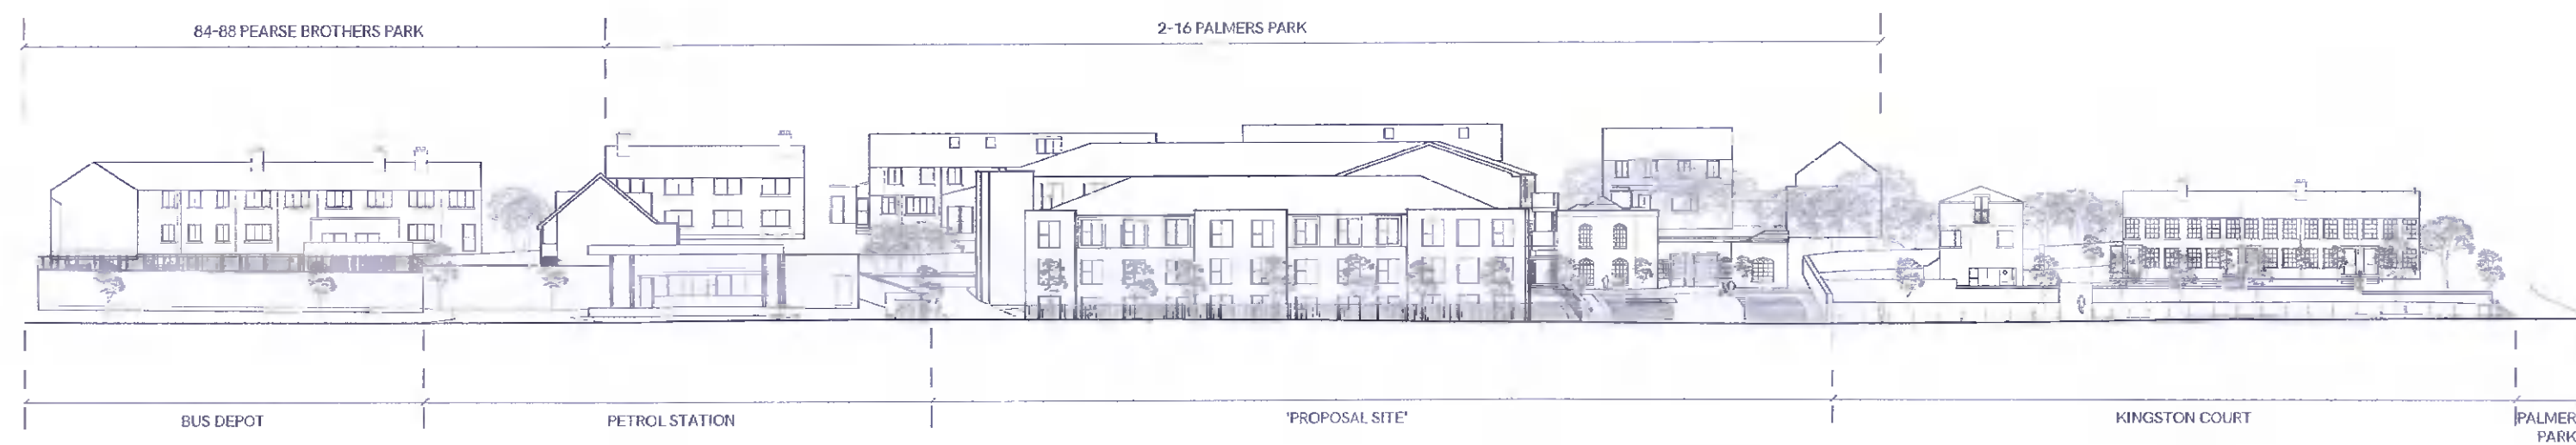 84-88 PEARSE BROTHERS PARK
2-16 PALMERS PARK
BUS DEPOT
PETROL STATION
'PROPOSAL SITE'
KINGSTON COURT
PALMER
PARK